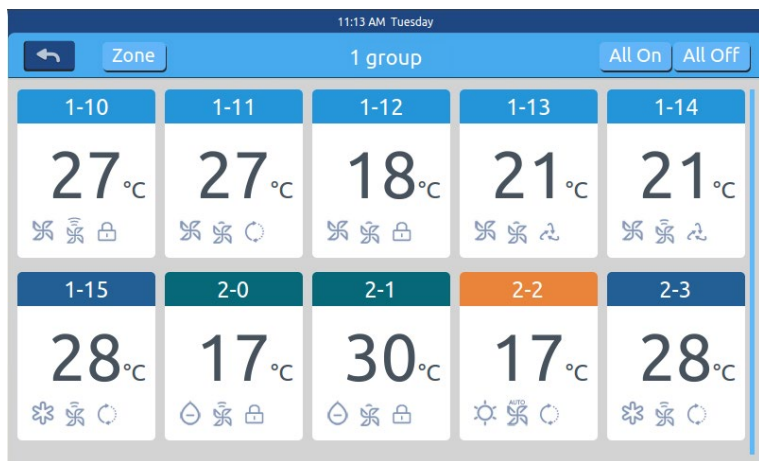 11:13 AM Tuesday
Zone 1 group All On All Off
1-10 1-11 1-12 1-13 1-14
27°C 27°C 18°C 21°C 21°C
1-15 2-0 2-1 2-2 2-3
28°C 17°C 30°C 17°C 28°C
AUTO